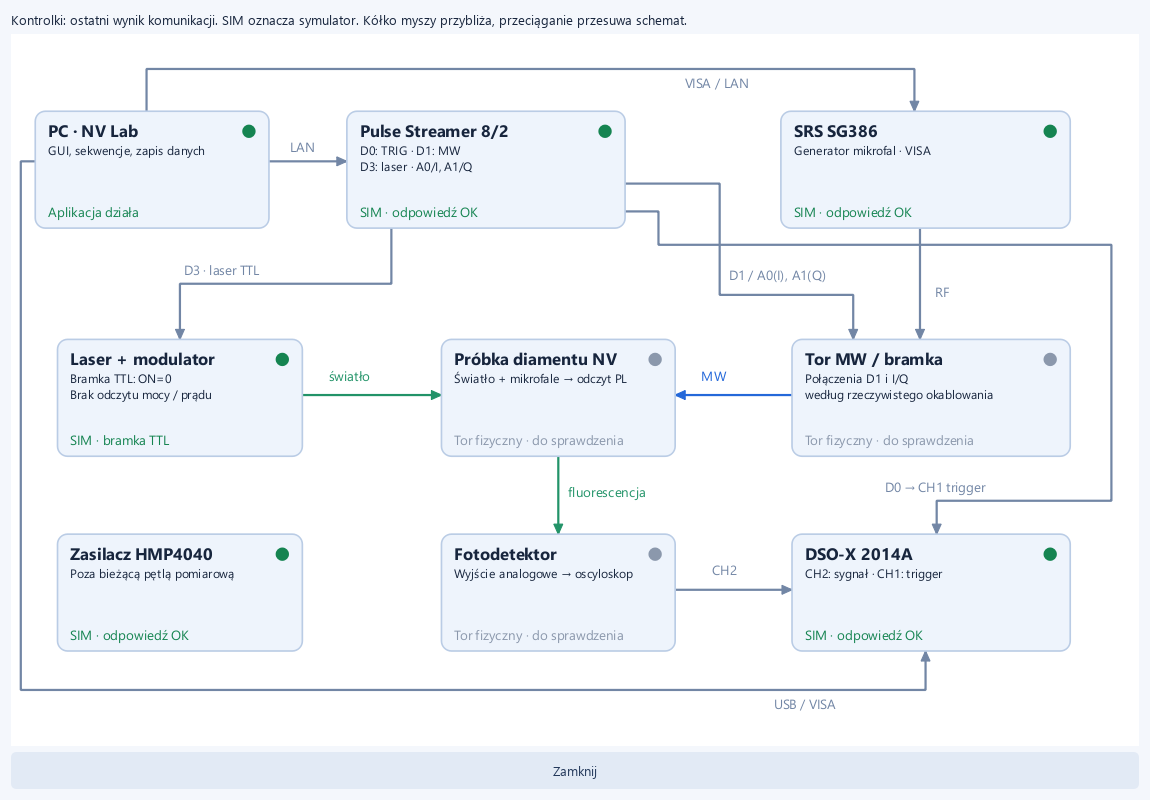 Kontrolki: ostatni wynik komunikacji. SIM oznacza symulator. Kółko myszy przybliża, przeciąganie przesuwa schemat.
VISA / LAN
PC · NV Lab
GUI, sekwencje, zapis danych
Aplikacja działa
LAN
Pulse Streamer 8/2
D0: TRIG · D1: MW
D3: laser · A0/I, A1/Q
SIM · odpowiedź OK
SRS SG386
Generator mikrofal · VISA
SIM · odpowiedź OK
D3 · laser TTL
D1 / A0(I), A1(Q)
RF
Laser + modulator
Bramka TTL: ON=0
Brak odczytu mocy / prądu
SIM · bramka TTL
światło
Próbka diamentu NV
Światło + mikrofale → odczyt PL
Tor fizyczny · do sprawdzenia
MW
Tor MW / bramka
Połączenia D1 i I/Q
według rzeczywistego okablowania
Tor fizyczny · do sprawdzenia
fluorescencja
D0 → CH1 trigger
Zasilacz HMP4040
Poza bieżącą pętlą pomiarową
SIM · odpowiedź OK
Fotodetektor
Wyjście analogowe → oscyloskop
Tor fizyczny · do sprawdzenia
CH2
DSO-X 2014A
CH2: sygnał · CH1: trigger
SIM · odpowiedź OK
USB / VISA
Zamknij